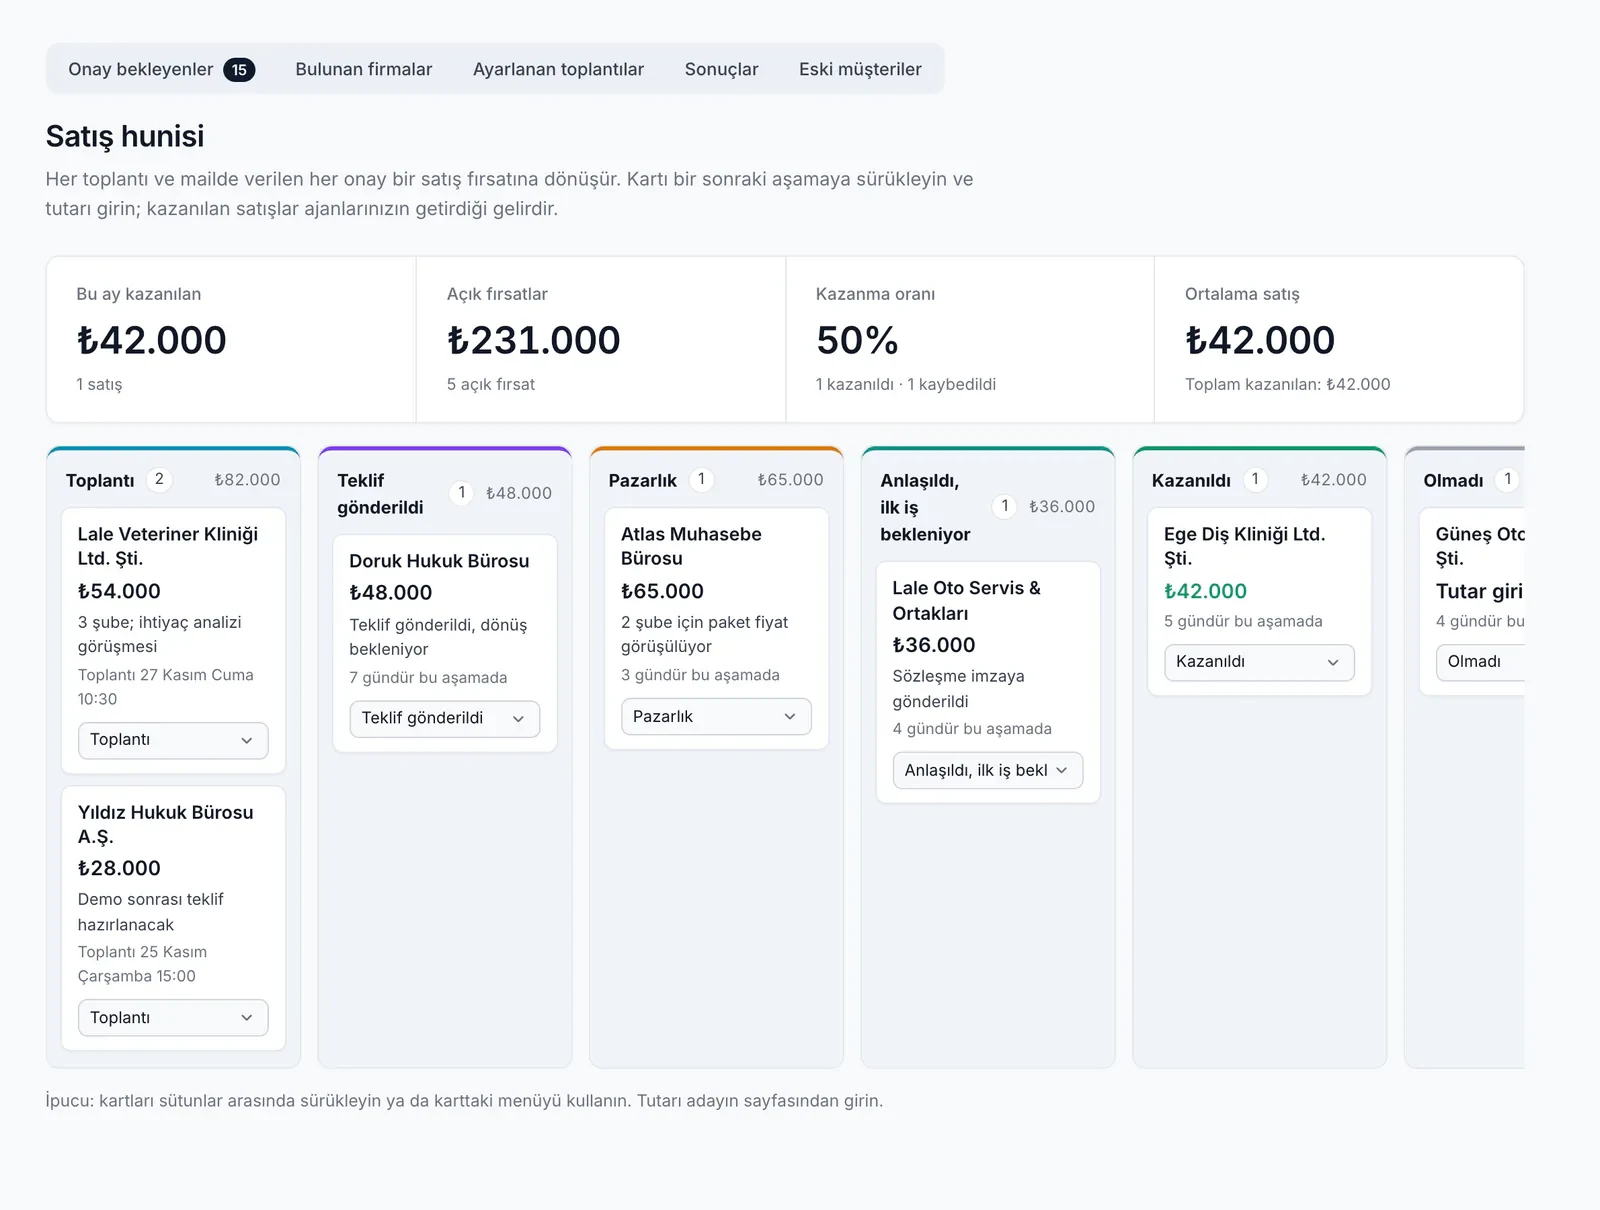 Onay bekleyenler 15 Bulunan firmalar Ayarlanan toplantılar Sonuçlar Eski müşteriler
Satış hunisi
Her toplantı ve mailde verilen her onay bir satış fırsatına dönüşür. Kartı bir sonraki aşamaya sürükleyin ve
tutarı girin; kazanılan satışlar ajanlarınızın getirdiği gelirdir.
Bu ay kazanılan
₺42.000
1 satış
Açık fırsatlar
₺231.000
5 açık fırsat
Kazanma oranı
50%
1 kazanıldı · 1 kaybedildi
Ortalama satış
₺42.000
Toplam kazanılan: ₺42.000
Toplantı 2 ₺82.000
Lale Veteriner Kliniği
Ltd. Şti.
₺54.000
3 şube; ihtiyaç analizi
görüşmesi
Toplantı 27 Kasım Cuma
10:30
Toplantı
Yıldız Hukuk Bürosu
A.Ş.
₺28.000
Demo sonrası teklif
hazırlanacak
Toplantı 25 Kasım
Çarşamba 15:00
Toplantı
Teklif
gönderildi
1 ₺48.000
Doruk Hukuk Bürosu
₺48.000
Teklif gönderildi, dönüş
bekleniyor
7 gündür bu aşamada
Teklif gönderildi
Pazarlık 1 ₺65.000
Atlas Muhasebe
Bürosu
₺65.000
2 şube için paket fiyat
görüşülüyor
3 gündür bu aşamada
Pazarlık
Anlaşıldı,
ilk iş
bekleniyor
1 ₺36.000
Lale Oto Servis &
Ortakları
₺36.000
Sözleşme imzaya
gönderildi
4 gündür bu aşamada
Anlaşıldı, ilk iş bekl
Kazanıldı 1 ₺42.000
Ege Diş Kliniği Ltd.
Şti.
₺42.000
5 gündür bu aşamada
Kazanıldı
Olmadı 1
Güneş Oto
Şti.
Tutar giri
4 gündür bu
Olmadı
İpucu: kartları sütunlar arasında sürükleyin ya da karttaki menüyü kullanın. Tutarı adayın sayfasından girin.